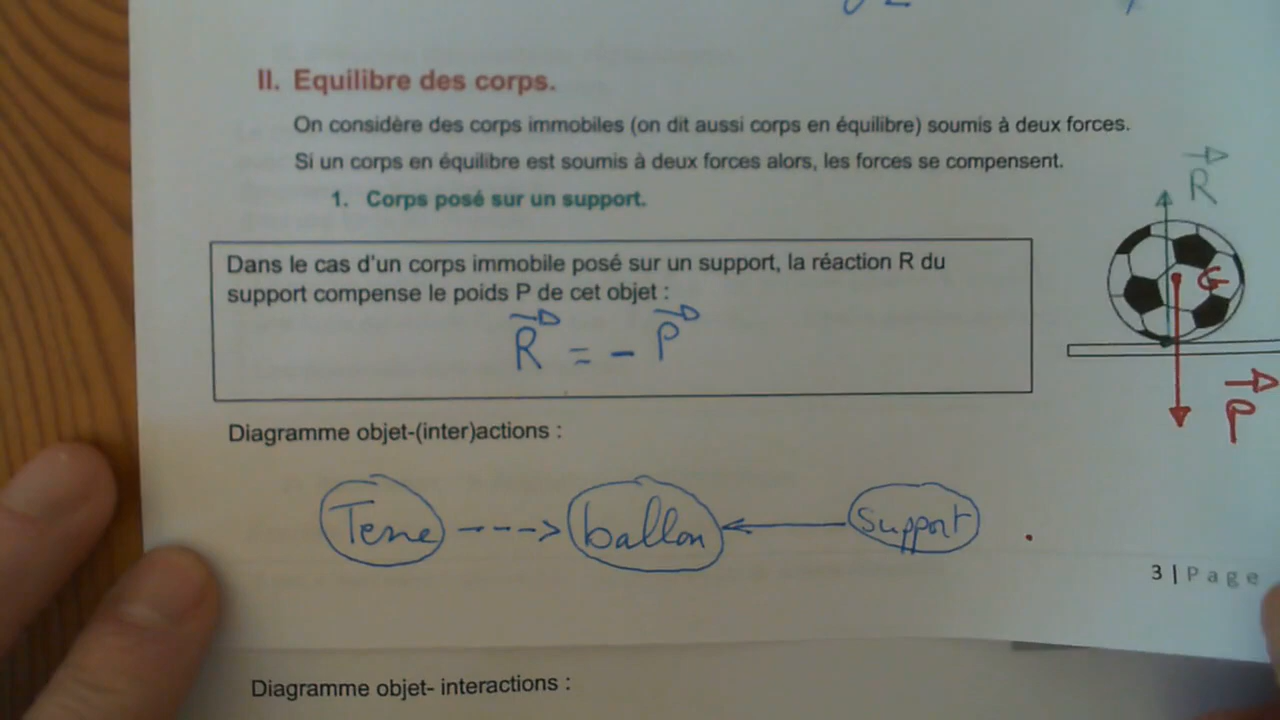 II. Equilibre des corps.
On considère des corps immobiles (on dit aussi corps en équilibre) soumis à deux forces.
Si un corps en équilibre est soumis à deux forces alors, les forces se compensent.
1. Corps posé sur un support.
R
G
P
Dans le cas d'un corps immobile posé sur un support, la réaction R du
support compense le poids P de cet objet :
R = - P
Diagramme objet-(inter)actions :
Terre ---> ballon <— support
3 | Page
Diagramme objet- interactions :